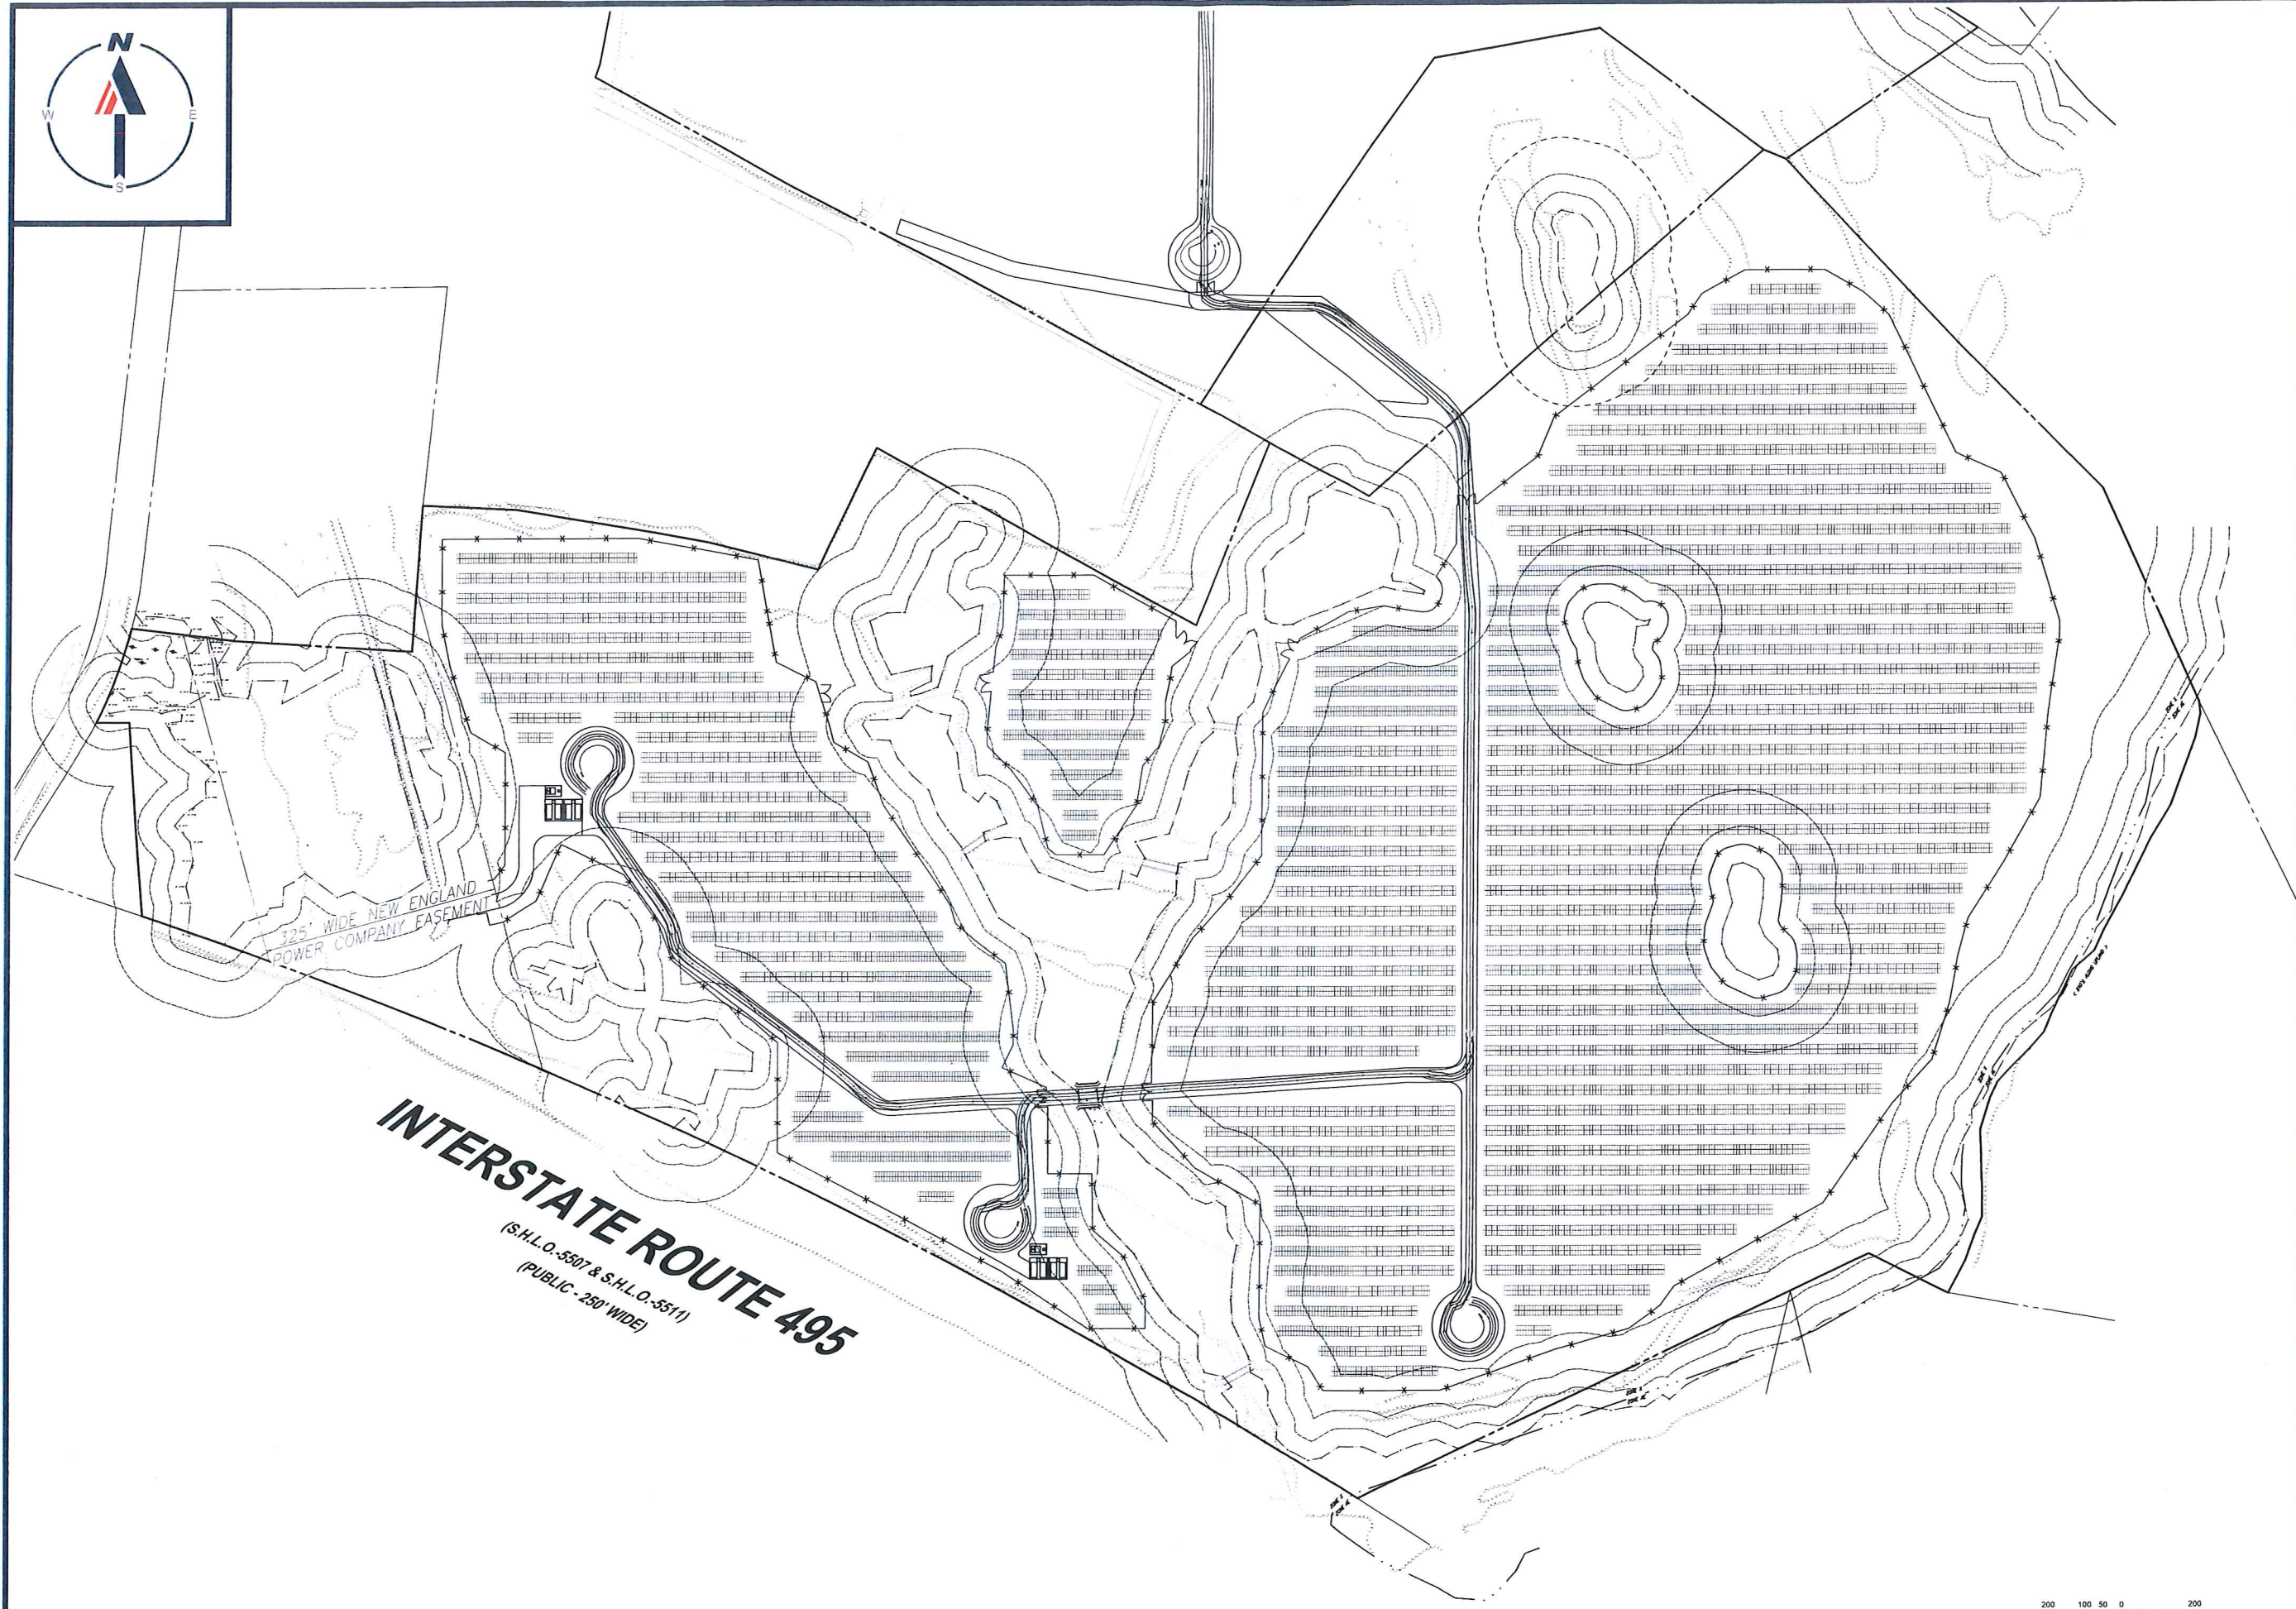 N
W
E
S
325' WIDE NEW ENGLAND
POWER COMPANY EASEMENT
INTERSTATE ROUTE 495
(S.H.L.O.-5507 & S.H.L.O.-5511)
(PUBLIC - 250' WIDE)
200 100 50 0 200